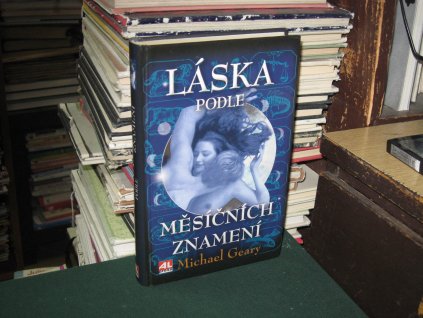 LÁSKA
PODLE
MĚSÍČNÍCH
ZNAMENÍ
Michael Geary